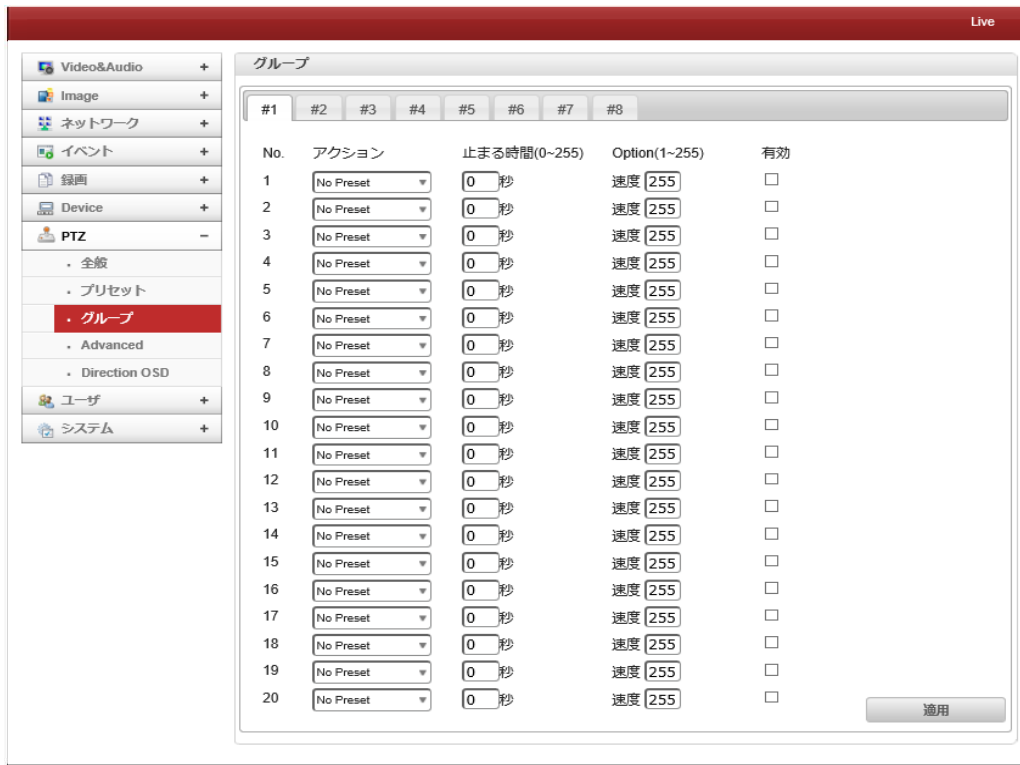 Live
Video&Audio +
Image +
ネットワーク +
イベント +
録画 +
Device +
PTZ −
全般
プリセット
グループ
Advanced
Direction OSD
ユーザ +
システム +
グループ
#1 #2 #3 #4 #5 #6 #7 #8
No. アクション 止まる時間(0~255) Option(1~255) 有効
1 No Preset 0 秒 速度 255
2 No Preset 0 秒 速度 255
3 No Preset 0 秒 速度 255
4 No Preset 0 秒 速度 255
5 No Preset 0 秒 速度 255
6 No Preset 0 秒 速度 255
7 No Preset 0 秒 速度 255
8 No Preset 0 秒 速度 255
9 No Preset 0 秒 速度 255
10 No Preset 0 秒 速度 255
11 No Preset 0 秒 速度 255
12 No Preset 0 秒 速度 255
13 No Preset 0 秒 速度 255
14 No Preset 0 秒 速度 255
15 No Preset 0 秒 速度 255
16 No Preset 0 秒 速度 255
17 No Preset 0 秒 速度 255
18 No Preset 0 秒 速度 255
19 No Preset 0 秒 速度 255
20 No Preset 0 秒 速度 255
適用